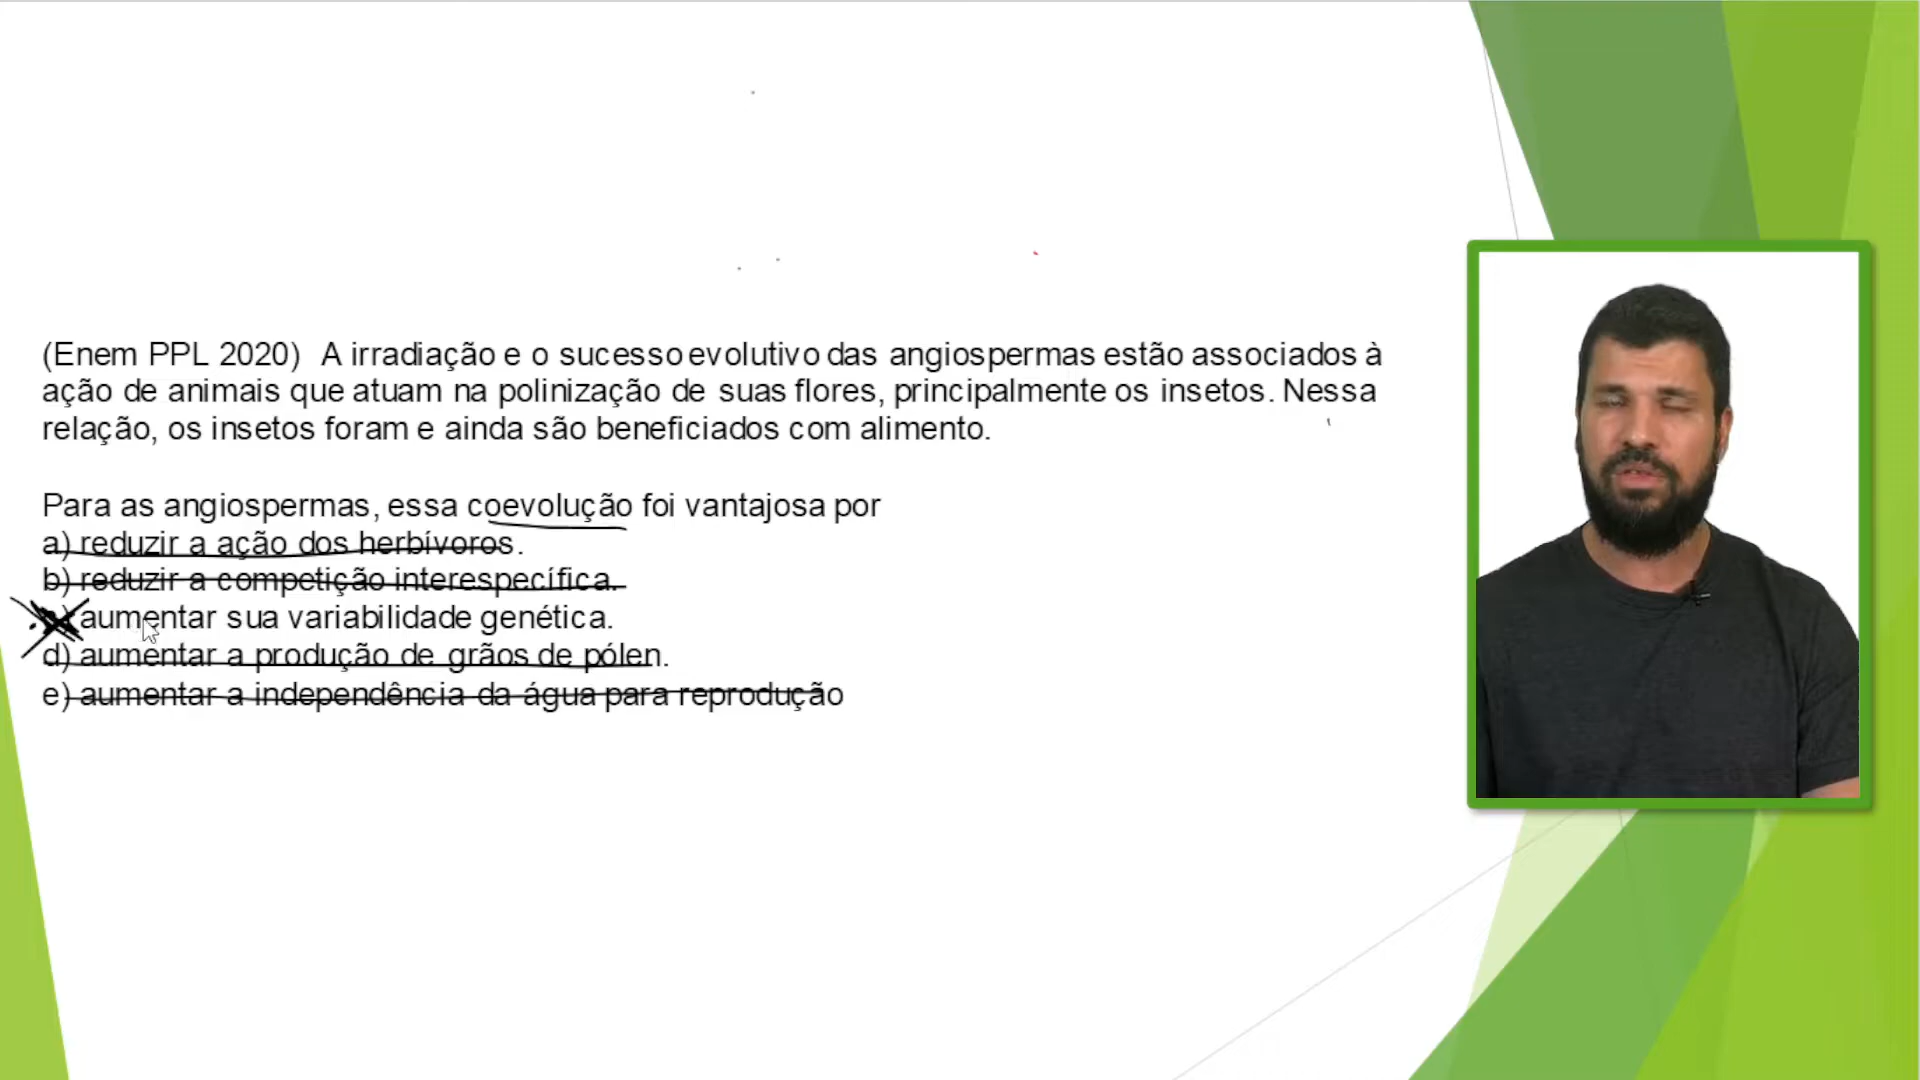 (Enem PPL 2020) A irradiação e o sucesso evolutivo das angiospermas estão associados à
ação de animais que atuam na polinização de suas flores, principalmente os insetos. Nessa
relação, os insetos foram e ainda são beneficiados com alimento.
Para as angiospermas, essa coevolução foi vantajosa por
a) reduzir a ação dos herbívoros.
b) reduzir a competição interespecífica.
aumentar sua variabilidade genética.
d) aumentar a produção de grãos de pólen.
e) aumentar a independência da água para reprodução